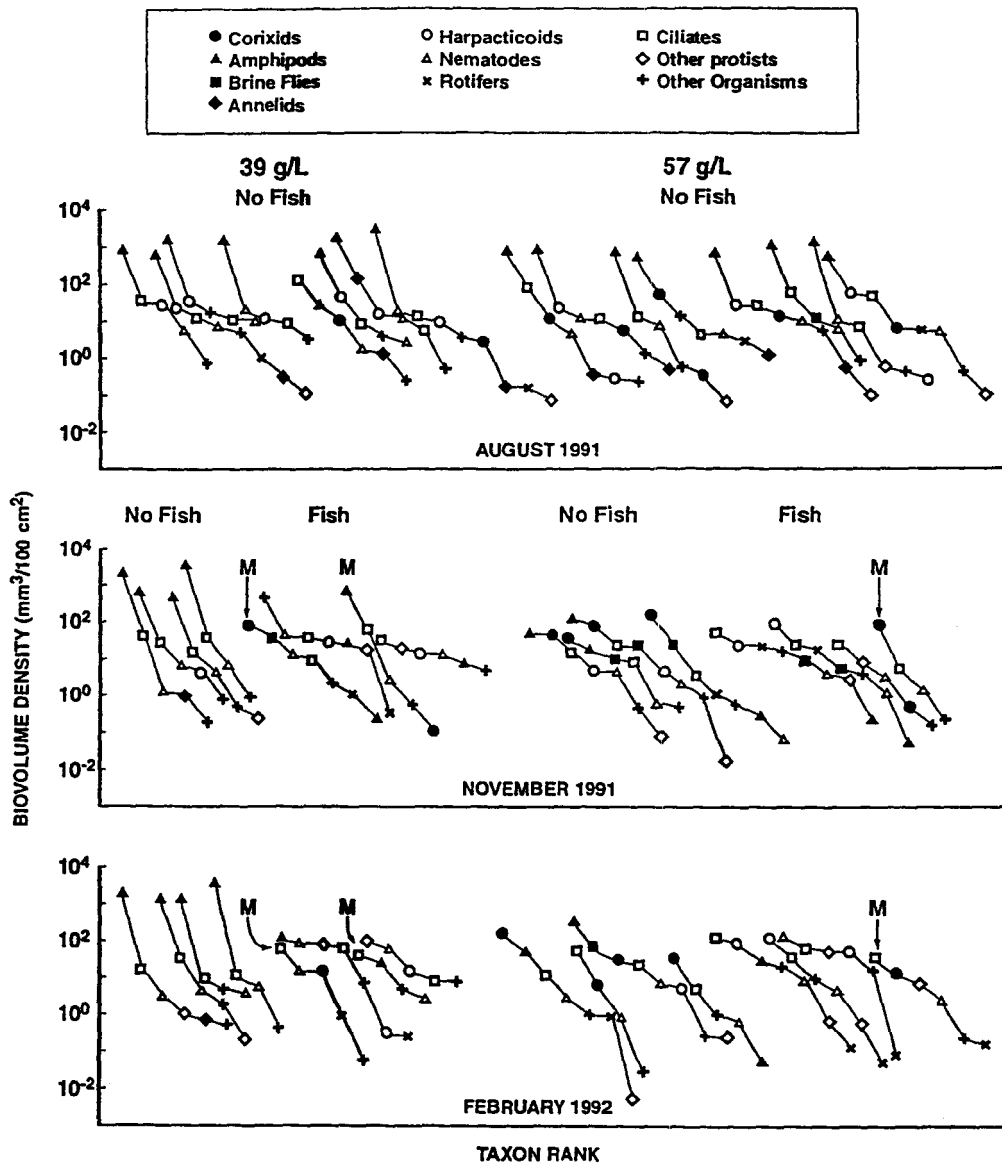 Corixids Harpacticoids Ciliates
Amphipods Nematodes Other protists
Brine Flies Rotifers Other Organisms
Annelids
39 g/L 57 g/L
No Fish No Fish
10⁴
10²
10⁰
10⁻²
AUGUST 1991
No Fish Fish No Fish Fish
M M M
10⁴
10²
10⁰
10⁻²
NOVEMBER 1991
M M M
10⁴
10²
10⁰
10⁻²
FEBRUARY 1992
BIOVOLUME DENSITY (mm³/100 cm²)
TAXON RANK